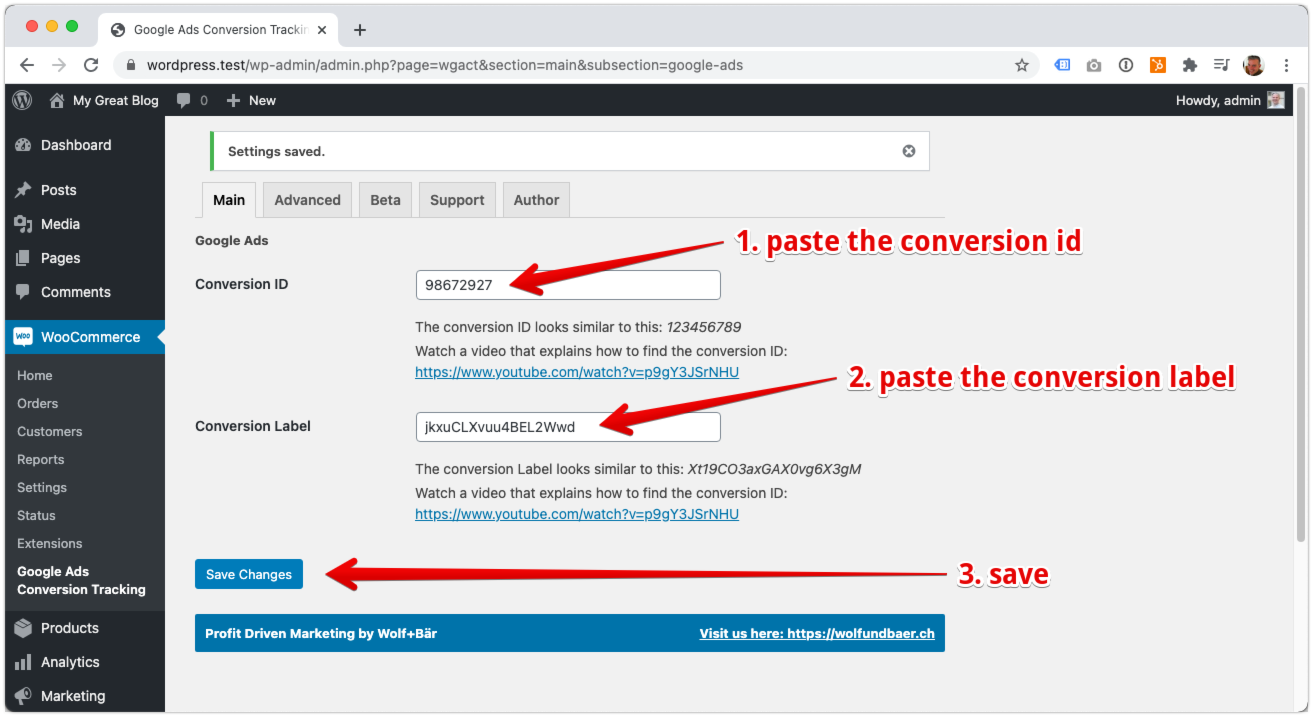 Google Ads Conversion Trackin
wordpress.test/wp-admin/admin.php?page=wgact&section=main&subsection=google-ads
My Great Blog
0
New
Howdy, admin
Dashboard
Posts
Media
Pages
Comments
WOO
WooCommerce
Home
Orders
Customers
Reports
Settings
Status
Extensions
Google Ads
Conversion Tracking
Products
Analytics
Marketing
Settings saved.
Main
Advanced
Beta
Support
Author
Google Ads
1. paste the conversion id
Conversion ID
98672927
The conversion ID looks similar to this: 123456789
Watch a video that explains how to find the conversion ID:
https://www.youtube.com/watch?v=p9gY3JSrNHU
2. paste the conversion label
Conversion Label
jkxuCLXvuu4BEL2Wwd
The conversion Label looks similar to this: Xt19CO3axGAX0vg6X3gM
Watch a video that explains how to find the conversion ID:
https://www.youtube.com/watch?v=p9gY3JSrNHU
Save Changes
3. save
Profit Driven Marketing by Wolf+Bär
Visit us here: https://wolfundbaer.ch